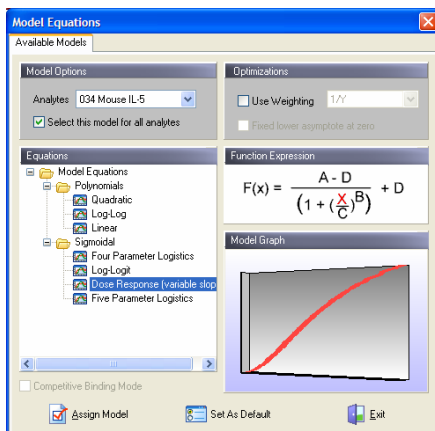 Model Equations
Available Models
Model Options
Analytes 034 Mouse IL-5
Select this model for all analytes
Optimizations
Use Weighting 1/Y
Fixed lower asymptote at zero
Equations
Model Equations
Polynomials
Quadratic
Log-Log
Linear
Sigmoidal
Four Parameter Logistics
Log-Logit
Dose Response (variable slop
Five Parameter Logistics
Competitive Binding Mode
Function Expression
F(x) = A - D / (1 + (X/C)^B) + D
Model Graph
Assign Model
Set As Default
Exit